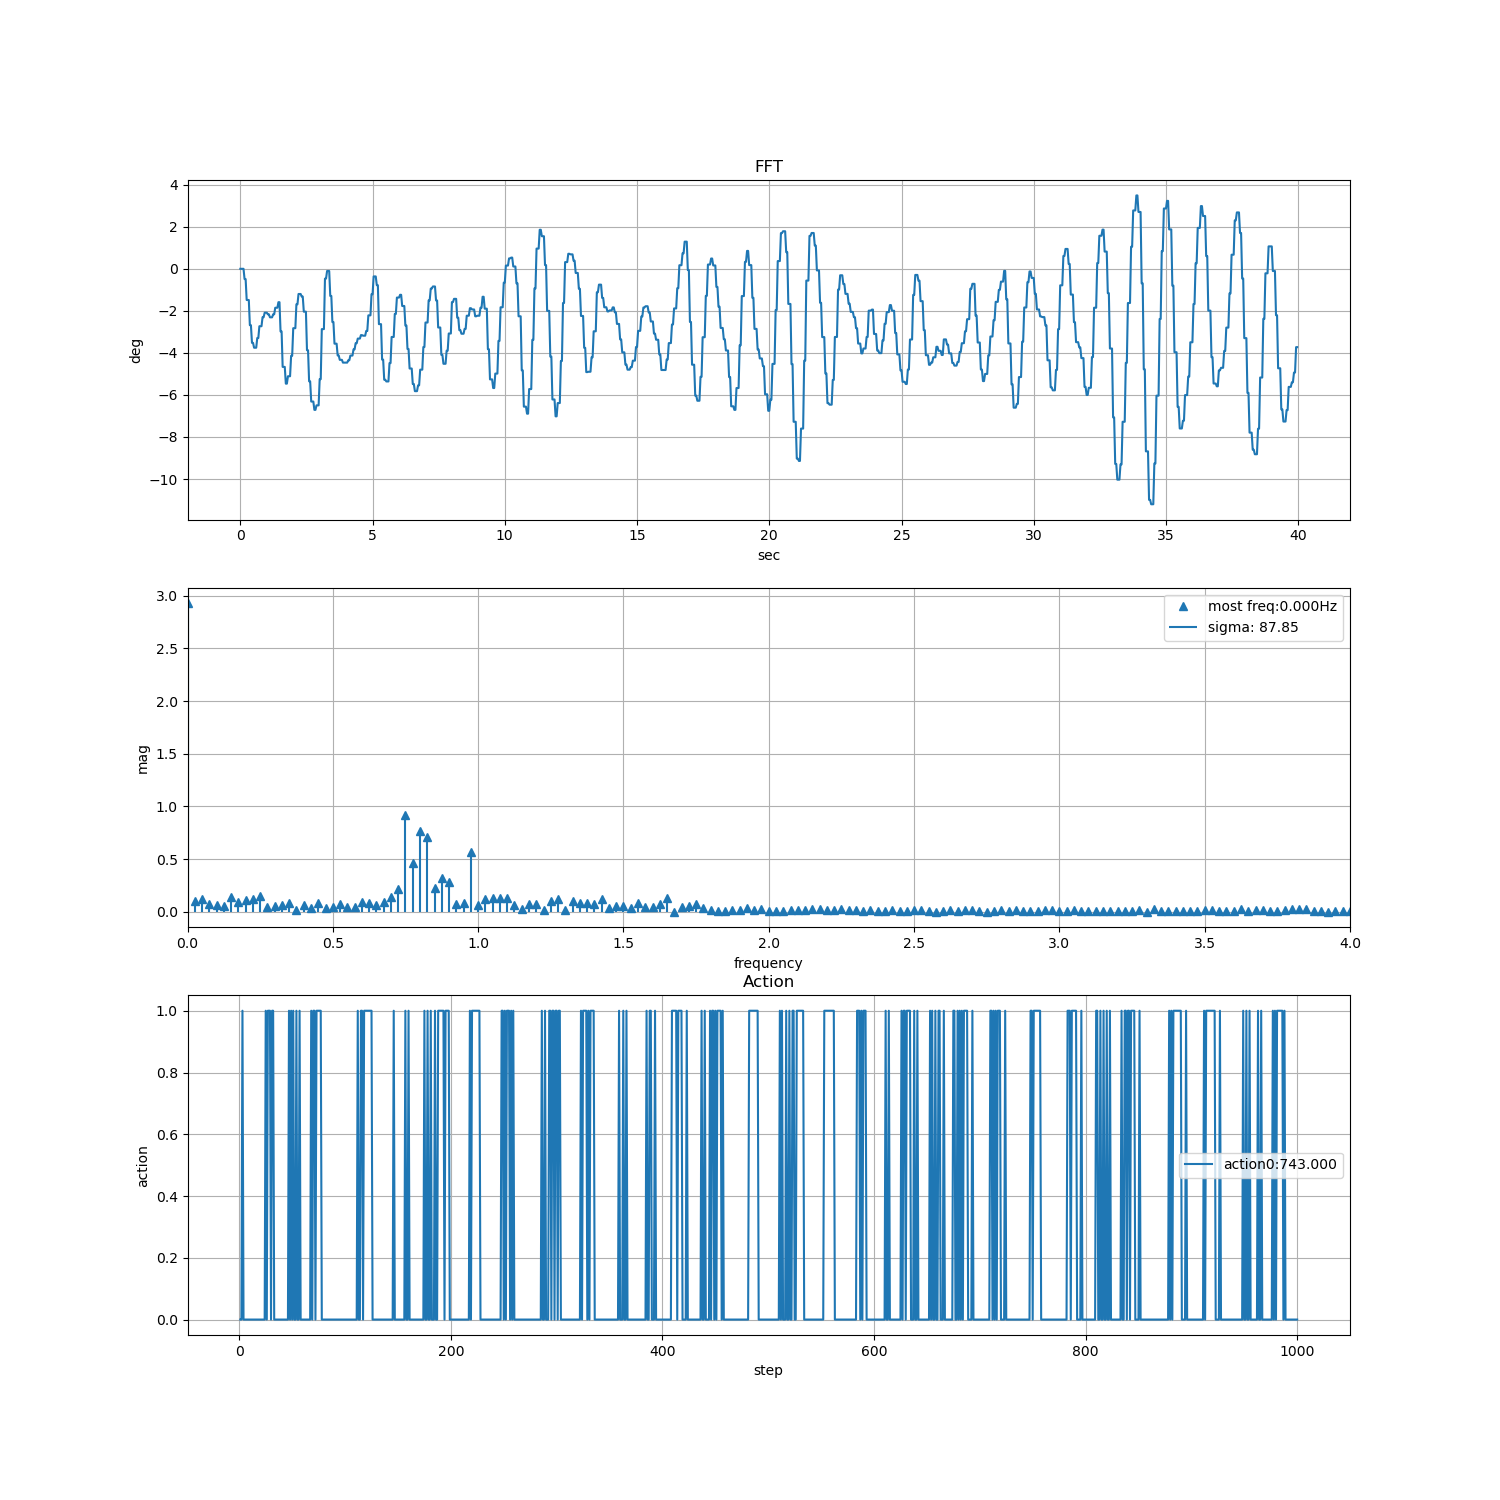 FFT
4
2
0
−2
−4
−6
−8
−10
deg
0 5 10 15 20 25 30 35 40
sec
3.0
2.5
2.0
1.5
1.0
0.5
0.0
mag
most freq:0.000Hz
sigma: 87.85
0.0 0.5 1.0 1.5 2.0 2.5 3.0 3.5 4.0
frequency
Action
1.0
0.8
0.6
0.4
0.2
0.0
action
action0:743.000
0 200 400 600 800 1000
step